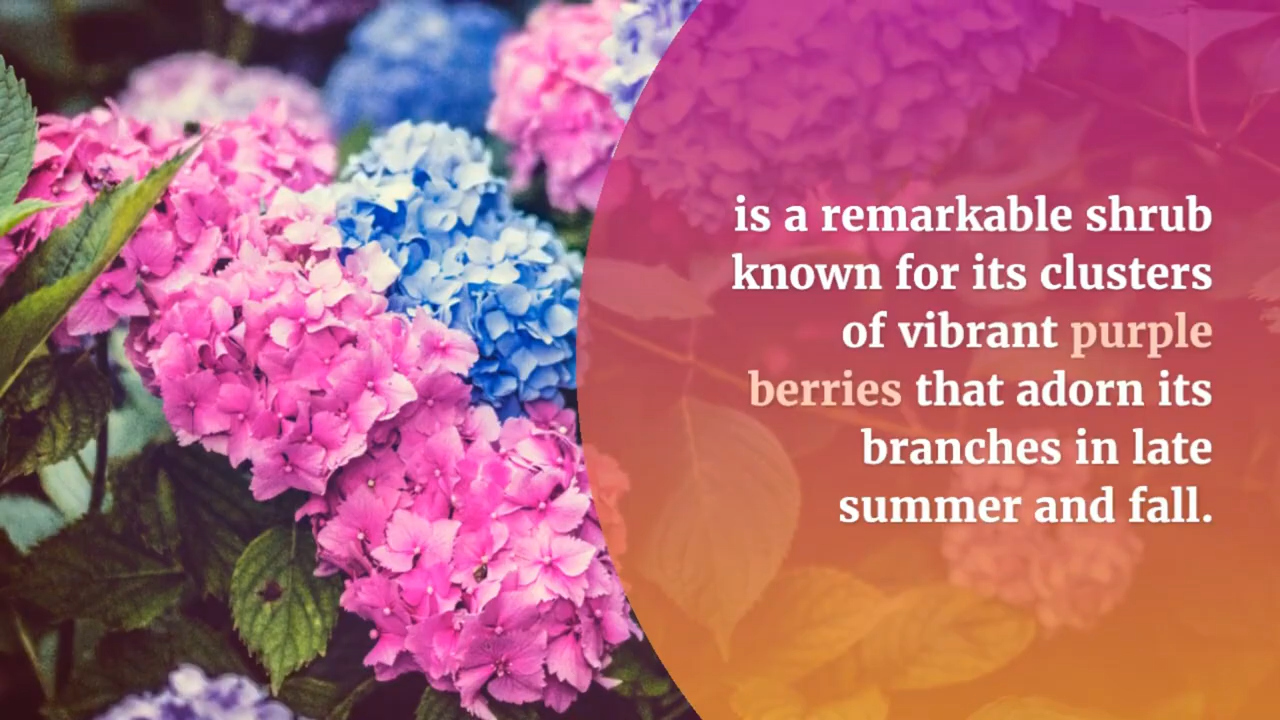 is a remarkable shrub
known for its clusters
of vibrant purple
berries that adorn its
branches in late
summer and fall.